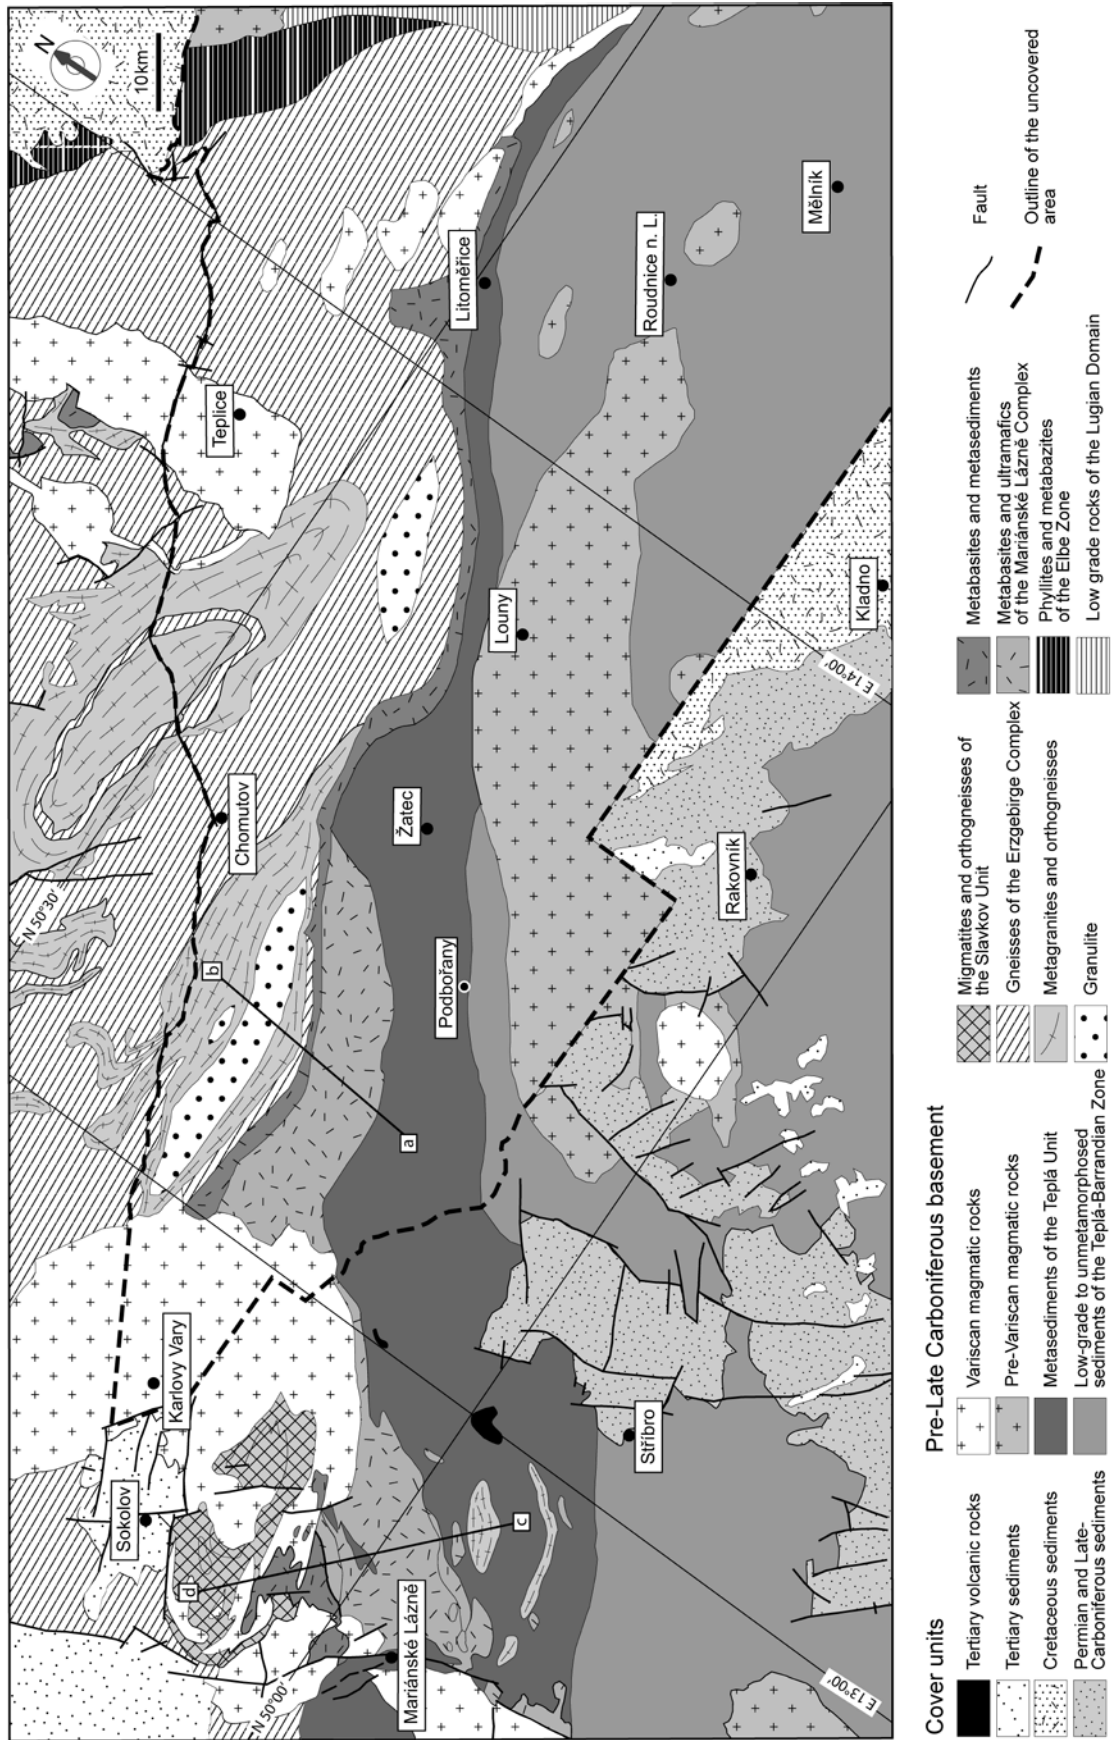 N
10km
N 50°30'
N 50°00'
E 13°00'
E 14°00'
Sokolov
Karlovy Vary
Chomutov
Teplice
Mariánské Lázně
Podbořany
Žatec
Louny
Litoměřice
Roudnice n. L.
Mělník
Stříbro
Rakovník
Kladno
a
b
c
d
Cover units
Tertiary volcanic rocks
Tertiary sediments
Cretaceous sediments
Permian and Late-
Carboniferous sediments
Pre-Late Carboniferous basement
Variscan magmatic rocks
Pre-Variscan magmatic rocks
Metasediments of the Teplá Unit
Low-grade to unmetamorphosed
sediments of the Teplá-Barrandian Zone
Migmatites and orthogneisses of
the Slavkov Unit
Gneisses of the Erzgebirge Complex
Metagranites and orthogneisses
Granulite
Metabasites and metasediments
Metabasites and ultramafics
of the Mariánské Lázně Complex
Phyllites and metabazites
of the Elbe Zone
Low grade rocks of the Lugian Domain
Fault
Outline of the uncovered
area